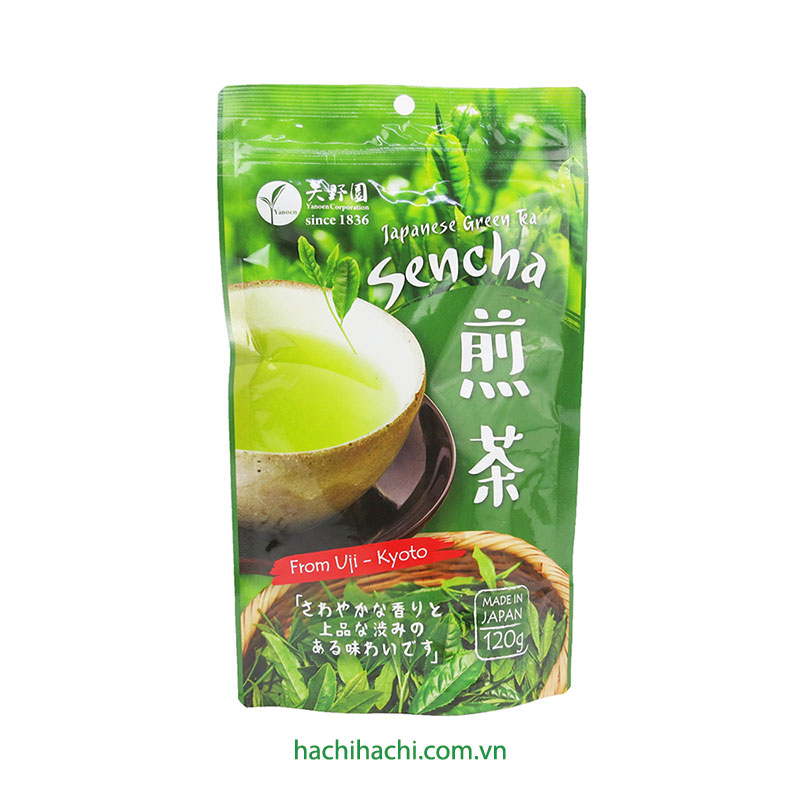 矢野園
Yanoen Corporation
since 1836
Yanoen
Japanese Green Tea
Sencha
煎茶
From Uji - Kyoto
「さわやかな香りと
上品な渋みの
ある味わいです」
MADE IN
JAPAN
120g
hachihachi.com.vn